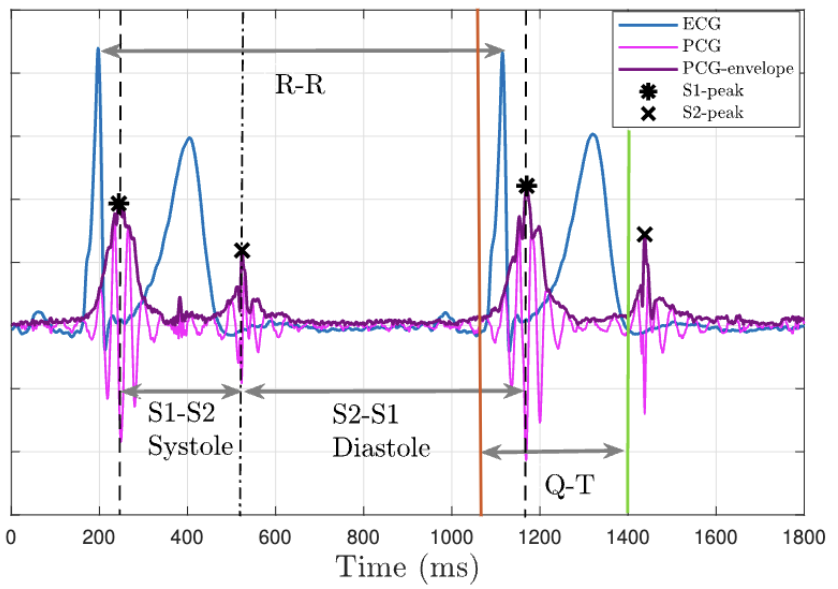 ECG
PCG
PCG-envelope
S1-peak
S2-peak
R-R
S1-S2
Systole
S2-S1
Diastole
Q-T
0 200 400 600 800 1000 1200 1400 1600 1800
Time (ms)